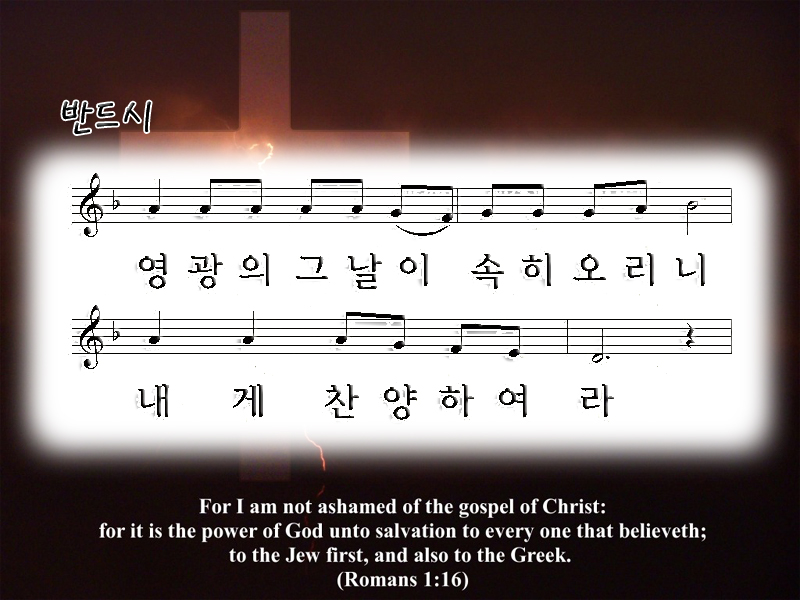 반드시
영광의 그날이 속히 오리니
내게 찬양하여라
For I am not ashamed of the gospel of Christ:
for it is the power of God unto salvation to every one that believeth;
to the Jew first, and also to the Greek.
(Romans 1:16)